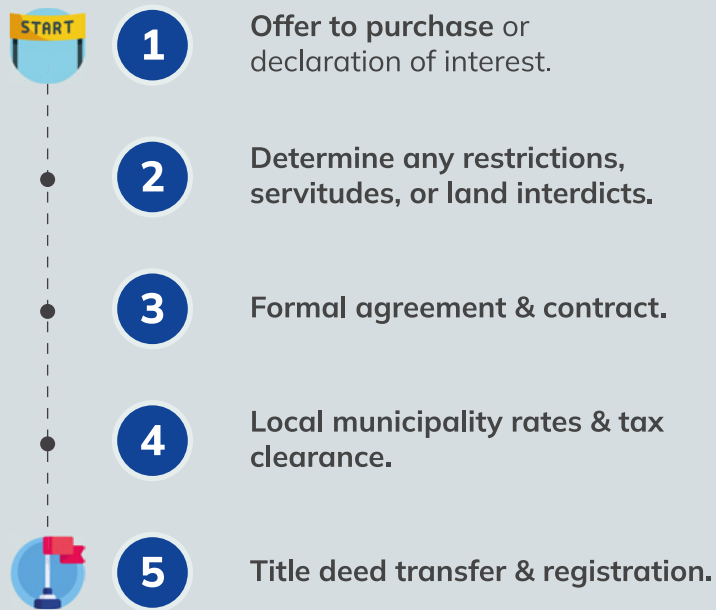 START
1
Offer to purchase or
declaration of interest.
2
Determine any restrictions,
servitudes, or land interdicts.
3
Formal agreement & contract.
4
Local municipality rates & tax
clearance.
5
Title deed transfer & registration.